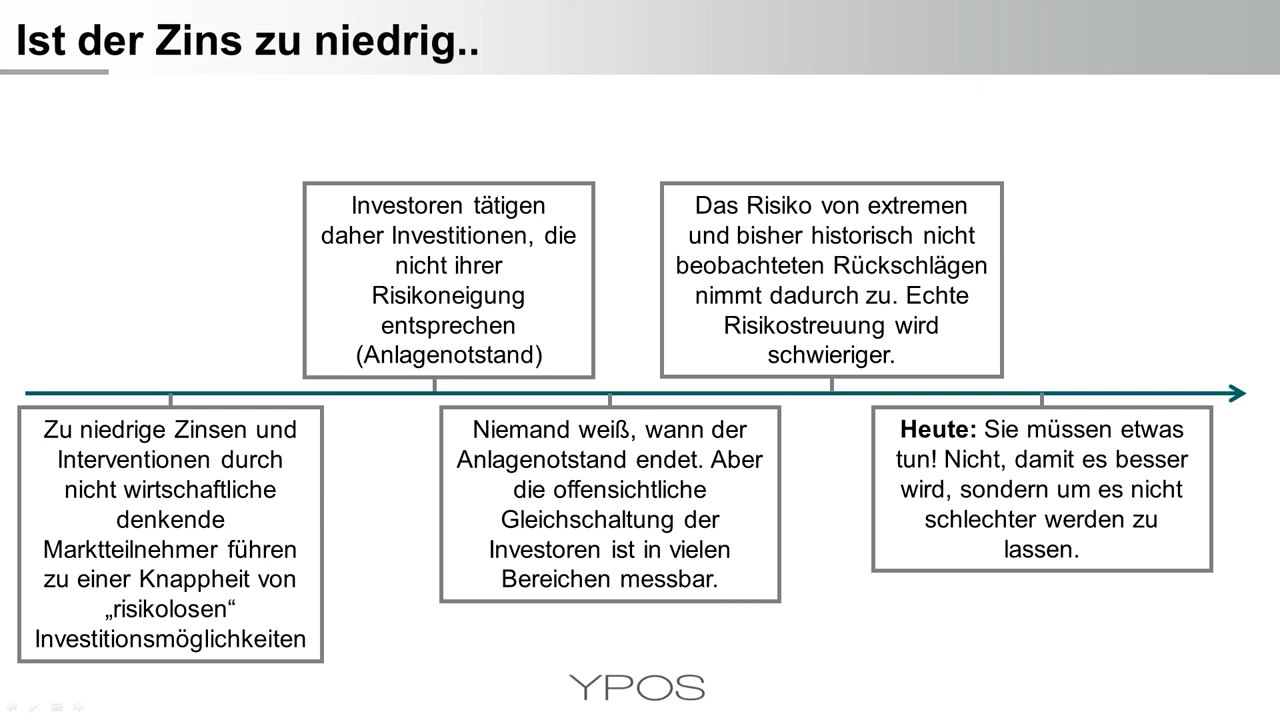 Ist der Zins zu niedrig..
Zu niedrige Zinsen und
Interventionen durch
nicht wirtschaftliche
denkende
Marktteilnehmer führen
zu einer Knappheit von
„risikolosen“
Investitionsmöglichkeiten
Investoren tätigen
daher Investitionen, die
nicht ihrer
Risikoneigung
entsprechen
(Anlagenotstand)
Niemand weiß, wann der
Anlagenotstand endet. Aber
die offensichtliche
Gleichschaltung der
Investoren ist in vielen
Bereichen messbar.
Das Risiko von extremen
und bisher historisch nicht
beobachteten Rückschlägen
nimmt dadurch zu. Echte
Risikostreuung wird
schwieriger.
Heute: Sie müssen etwas
tun! Nicht, damit es besser
wird, sondern um es nicht
schlechter werden zu
lassen.
YPOS